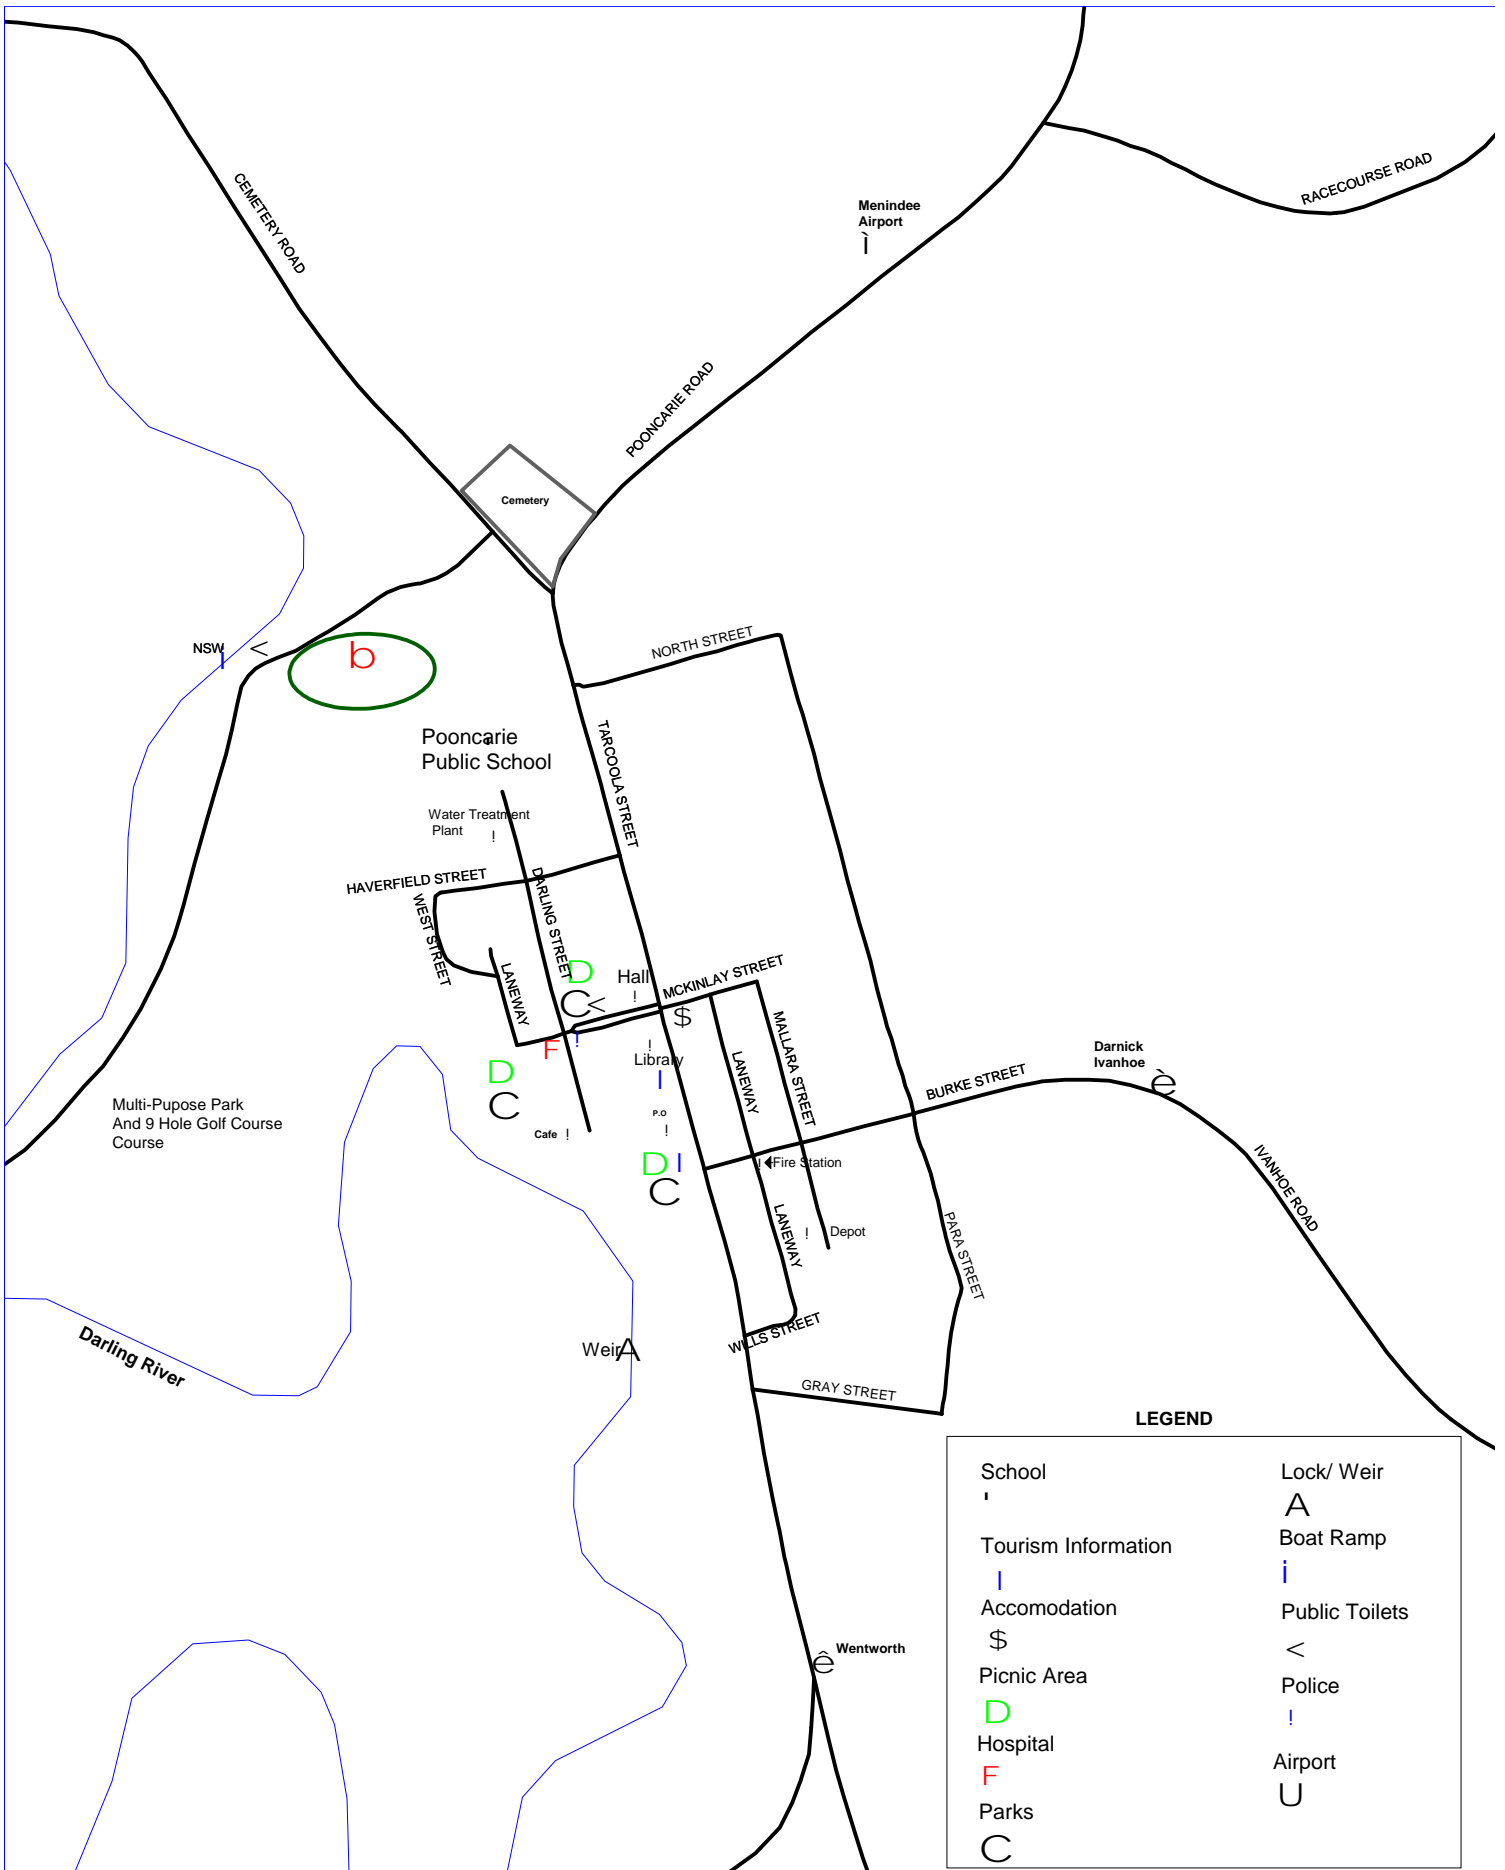 CEMETERY ROAD
Menindee
Airport
ì
RACECOURSE ROAD
POONCARIE ROAD
Cemetery
NSW
I
<
b
NORTH STREET
Pooncarie
Public School
'
TARCOOLA STREET
Water Treatment
Plant
!
HAVERFIELD STREET
WEST STREET
DARLING STREET
LANEWAY
D
C
<
Hall
!
MCKINLAY STREET
$
F
!
!
Library
I
D
C
LANEWAY
MALLARA STREET
BURKE STREET
Darnick
Ivanhoe
è
Multi-Pupose Park
And 9 Hole Golf Course
Course
P.O
!
Cafe
!
D
I
C
!
Fire Station
IVANHOE ROAD
LANEWAY
!
Depot
PARA STREET
Darling River
Weir
A
WILLS STREET
GRAY STREET
Wentworth
ê
LEGEND
School
'
Tourism Information
I
Accomodation
$
Picnic Area
D
Hospital
F
Parks
C
Lock/ Weir
A
Boat Ramp
i
Public Toilets
<
Police
!
Airport
U